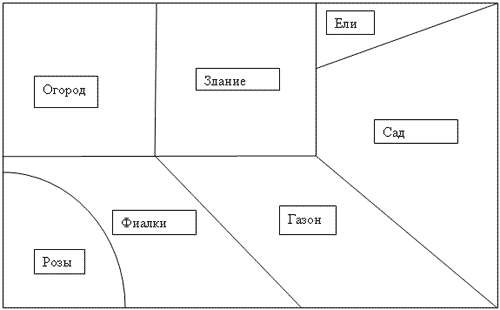 Ели
Здание
Огород
Сад
Фиалки
Газон
Розы